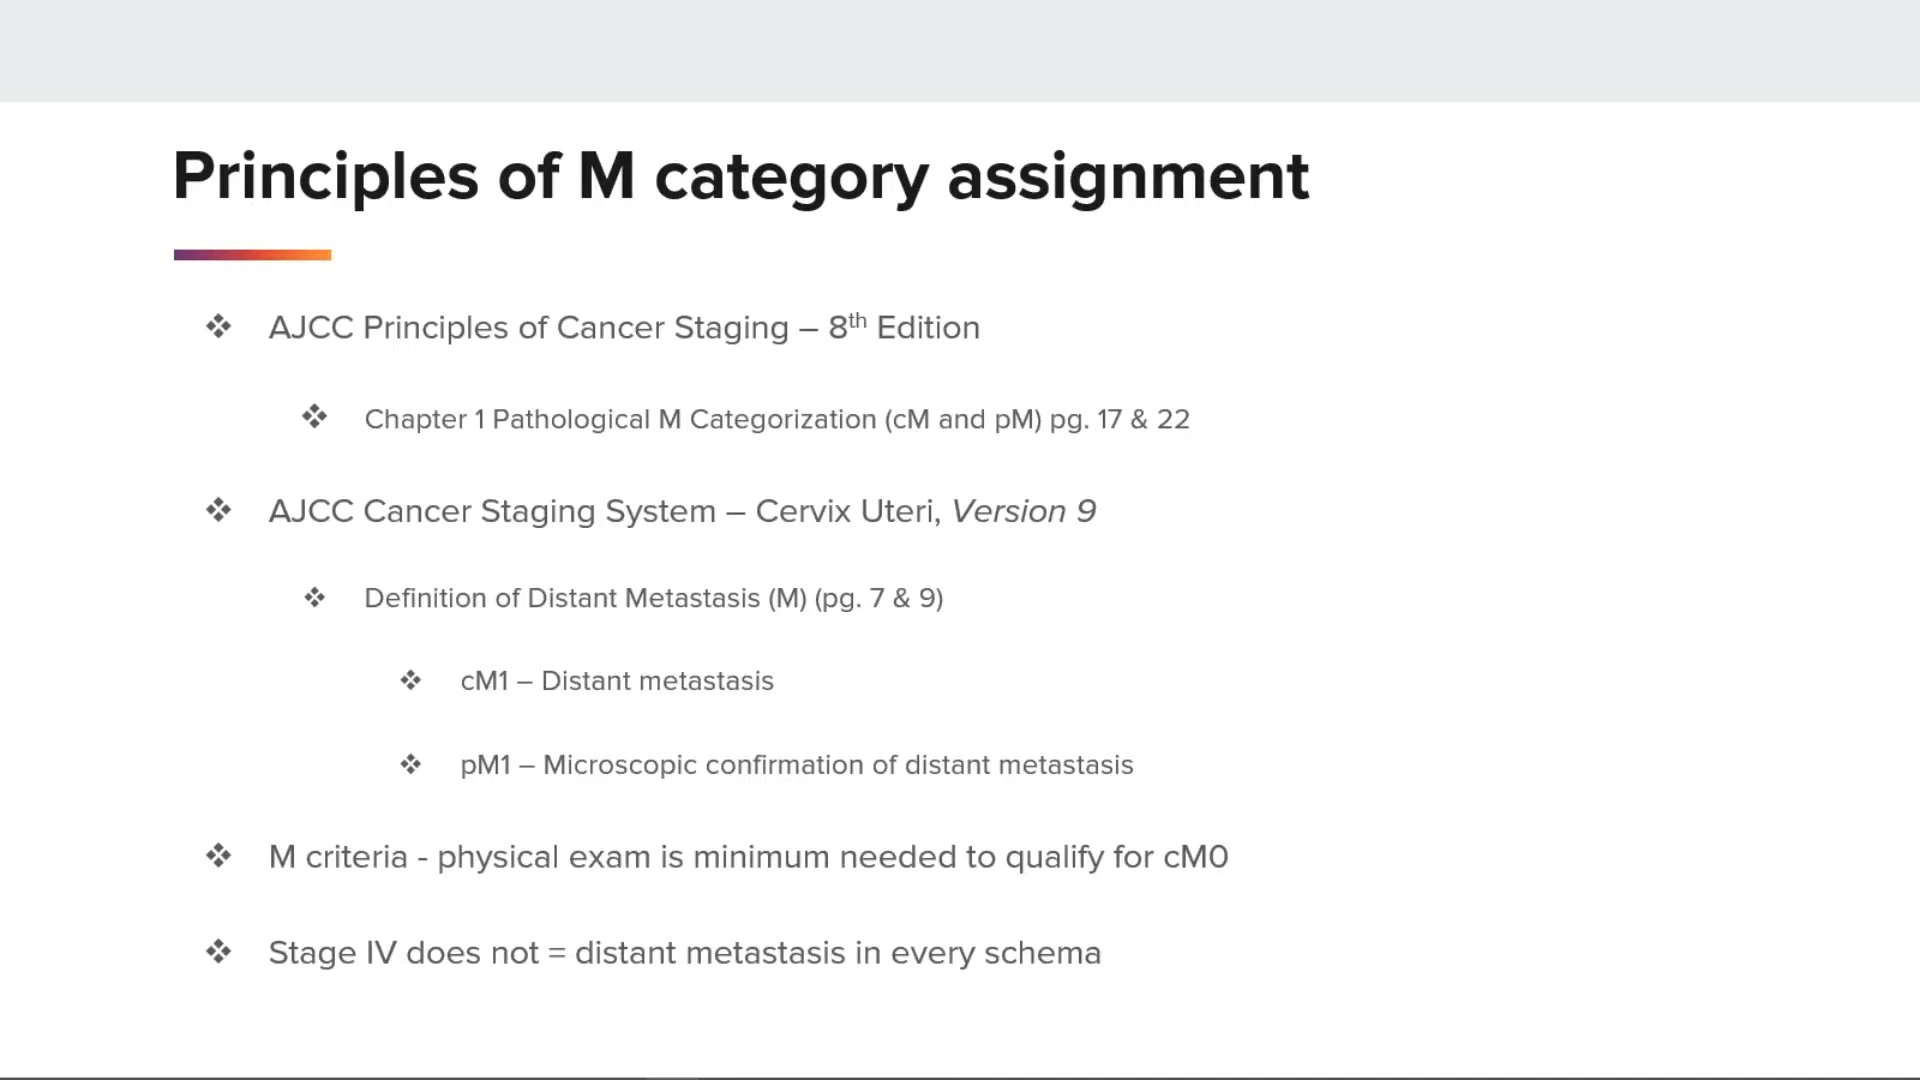 Principles of M category assignment
❖ AJCC Principles of Cancer Staging – 8th Edition
❖ Chapter 1 Pathological M Categorization (cM and pM) pg. 17 & 22
❖ AJCC Cancer Staging System – Cervix Uteri, Version 9
❖ Definition of Distant Metastasis (M) (pg. 7 & 9)
❖ cM1 – Distant metastasis
❖ pM1 – Microscopic confirmation of distant metastasis
❖ M criteria - physical exam is minimum needed to qualify for cM0
❖ Stage IV does not = distant metastasis in every schema